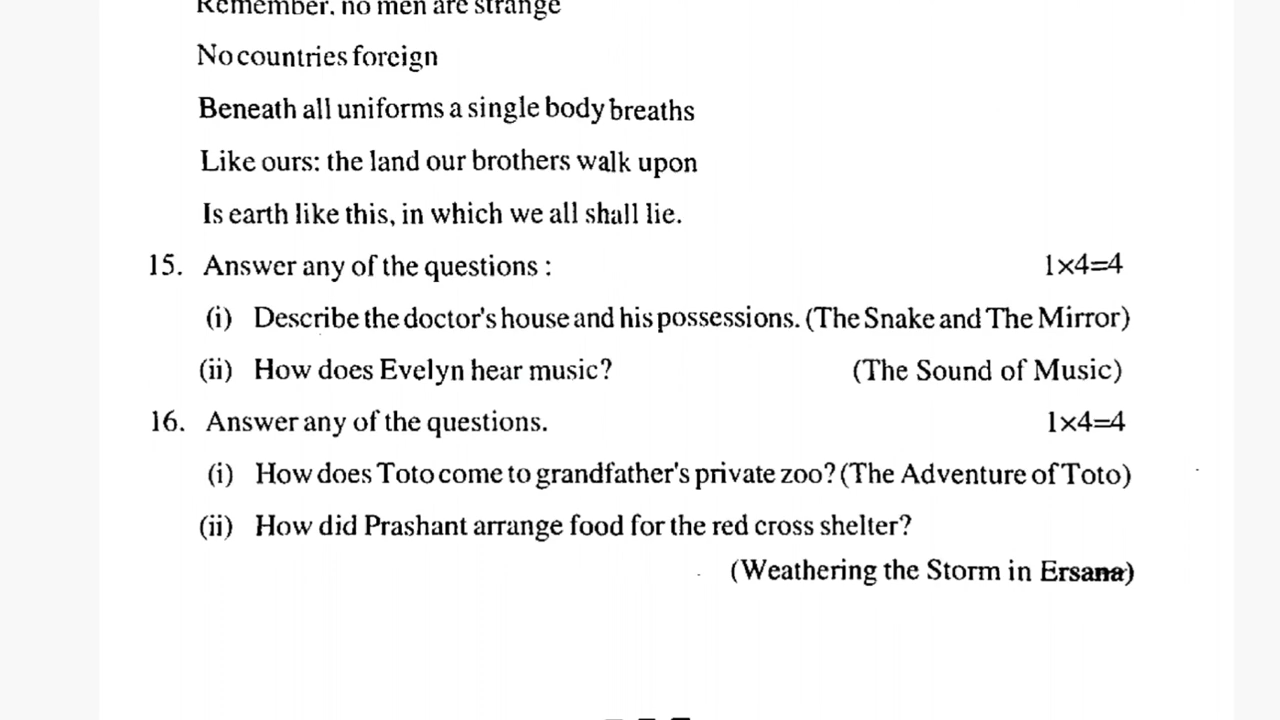 Remember, no men are strange
No countries foreign
Beneath all uniforms a single body breaths
Like ours: the land our brothers walk upon
Is earth like this, in which we all shall lie.
15. Answer any of the questions : 1×4=4
(i) Describe the doctor's house and his possessions. (The Snake and The Mirror)
(ii) How does Evelyn hear music? (The Sound of Music)
16. Answer any of the questions. 1×4=4
(i) How does Toto come to grandfather's private zoo? (The Adventure of Toto)
(ii) How did Prashant arrange food for the red cross shelter?
(Weathering the Storm in Ersana)